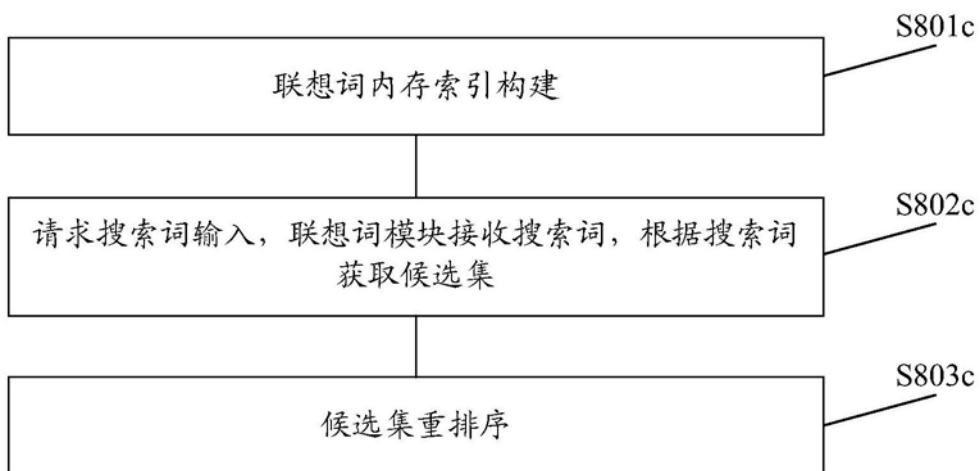 S801c
联想词内存索引构建
S802c
请求搜索词输入，联想词模块接收搜索词，根据搜索词
获取候选集
S803c
候选集重排序